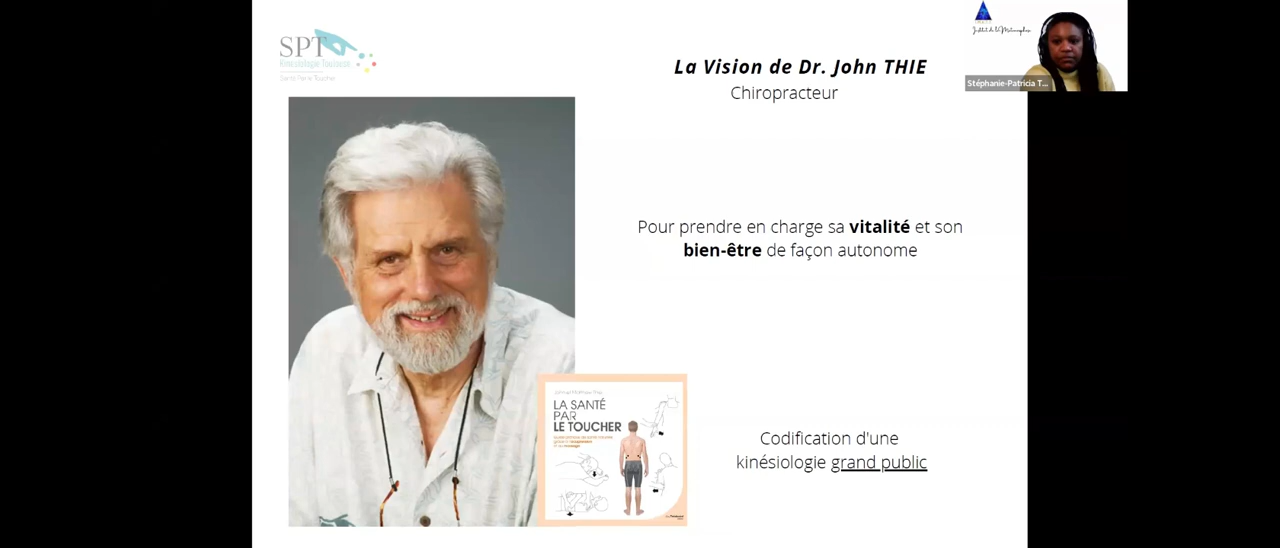 SPT
Kinésiologie Toulouse
Santé Par le Toucher
La Vision de Dr. John THIE
Chiropracteur
Stéphanie-Patricia T...
Pour prendre en charge sa vitalité et son
bien-être de façon autonome
LA SANTÉ
PAR
LE TOUCHER
Codification d'une
kinésiologie grand public